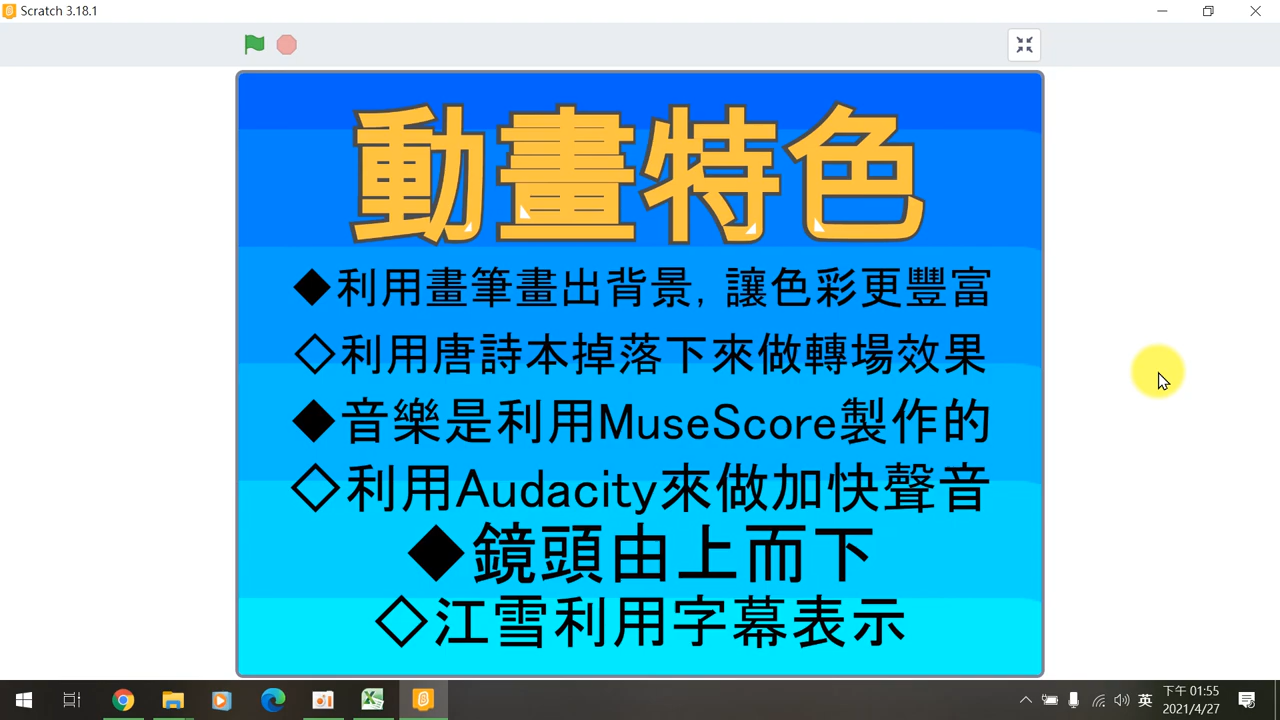 Scratch 3.18.1
動畫特色
◆利用畫筆畫出背景,讓色彩更豐富
◇利用唐詩本掉落下來做轉場效果
◆音樂是利用MuseScore製作的
◇利用Audacity來做加快聲音
◆鏡頭由上而下
◇江雪利用字幕表示
英
下午 01:55
2021/4/27